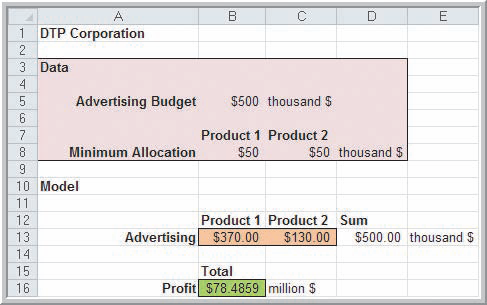 A B C D E
1 DTP Corporation
2
3 Data
4
5 Advertising Budget $500 thousand $
6
7 Product 1 Product 2
8 Minimum Allocation $50 $50 thousand $
9
10 Model
11
12 Product 1 Product 2 Sum
13 Advertising $370.00 $130.00 $500.00 thousand $
14
15 Total
16 Profit $78.4859 million $